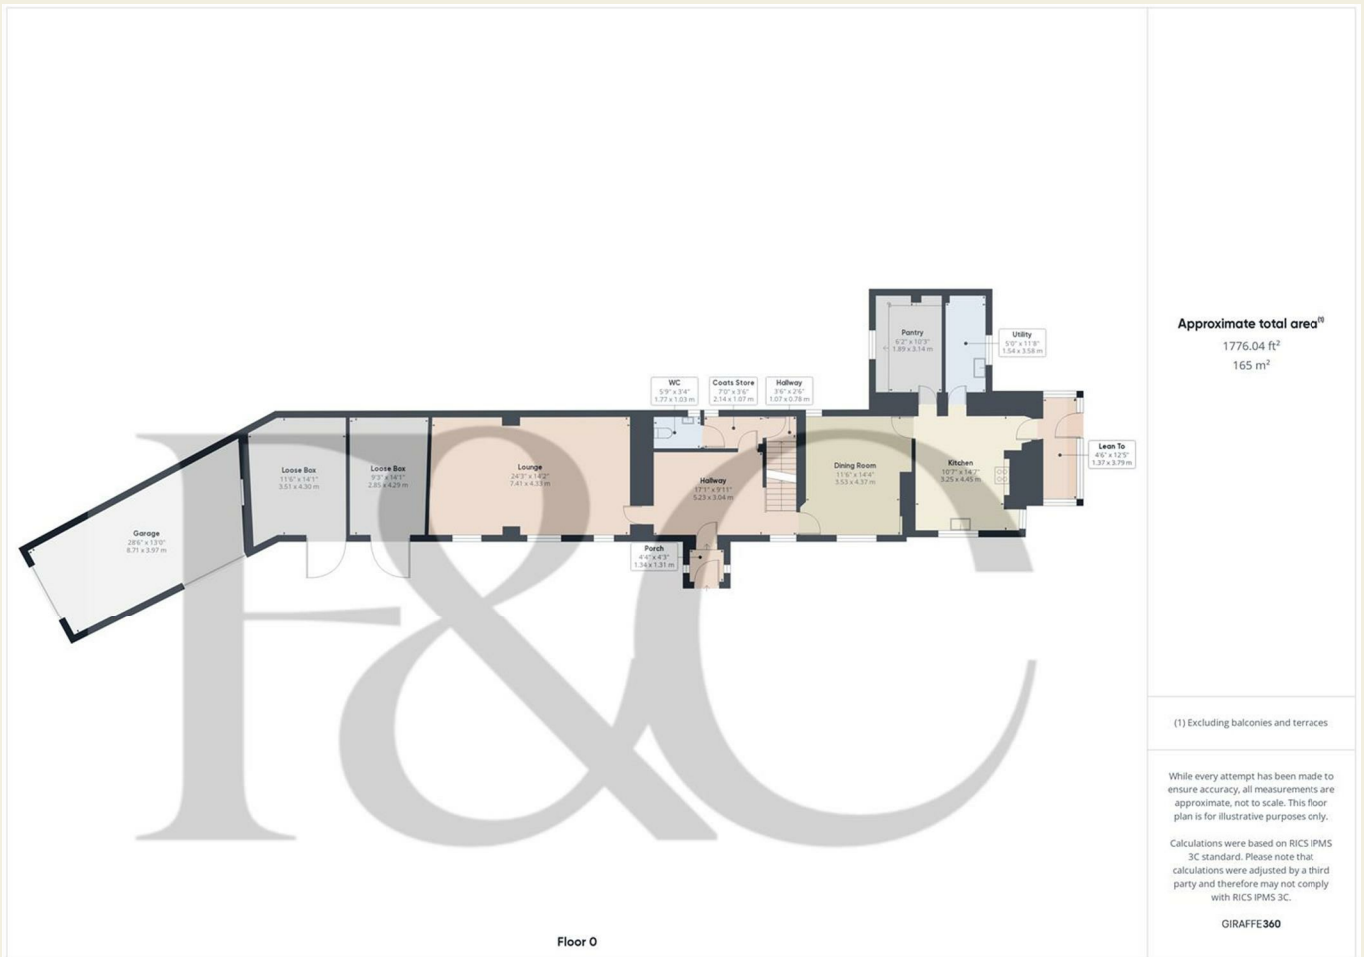 Pantry
6'2" x 10'3"
1.89 x 3.14 m
Utility
5'0" x 11'8"
1.54 x 3.58 m
WC
5'9" x 3'4"
1.77 x 1.03 m
Coats Store
7'0" x 3'6"
2.14 x 1.07 m
Hallway
3'6" x 2'6"
1.07 x 0.78 m
Lean To
4'6" x 12'5"
1.37 x 3.79 m
Loose Box
11'6" x 14'1"
3.51 x 4.30 m
Loose Box
9'3" x 14'1"
2.85 x 4.29 m
Lounge
24'3" x 14'2"
7.41 x 4.33 m
Hallway
17'1" x 9'11"
5.23 x 3.04 m
Dining Room
11'6" x 14'4"
3.53 x 4.37 m
Kitchen
10'7" x 14'7"
3.25 x 4.45 m
Garage
28'6" x 13'0"
8.71 x 3.97 m
Porch
4'4" x 4'3"
1.34 x 1.31 m
F&C
Floor 0
Approximate total area(1)
1776.04 ft²
165 m²
(1) Excluding balconies and terraces
While every attempt has been made to
ensure accuracy, all measurements are
approximate, not to scale. This floor
plan is for illustrative purposes only.
Calculations were based on RICS IPMS
3C standard. Please note that
calculations were adjusted by a third
party and therefore may not comply
with RICS IPMS 3C.
GIRAFFE360